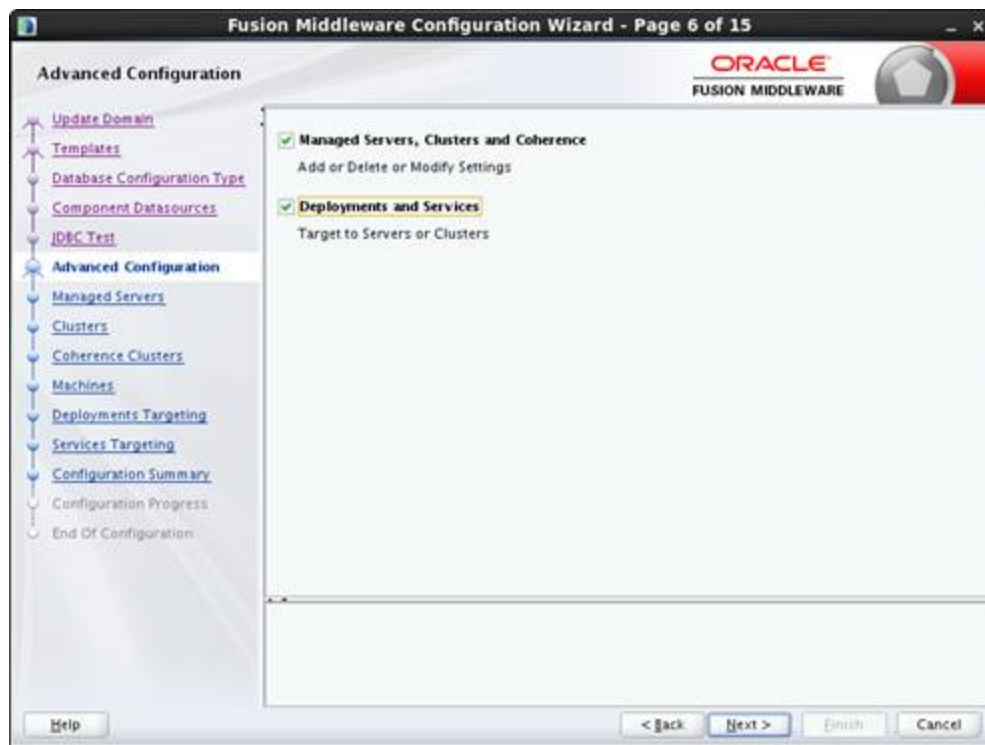 Fusion Middleware Configuration Wizard - Page 6 of 15
Advanced Configuration
ORACLE
FUSION MIDDLEWARE
Update Domain
Templates
Database Configuration Type
Component Datasources
JDBC Test
Advanced Configuration
Managed Servers
Clusters
Coherence Clusters
Machines
Deployments Targeting
Services Targeting
Configuration Summary
Configuration Progress
End Of Configuration
Managed Servers, Clusters and Coherence
Add or Delete or Modify Settings
Deployments and Services
Target to Servers or Clusters
Help
< Back
Next >
Finish
Cancel